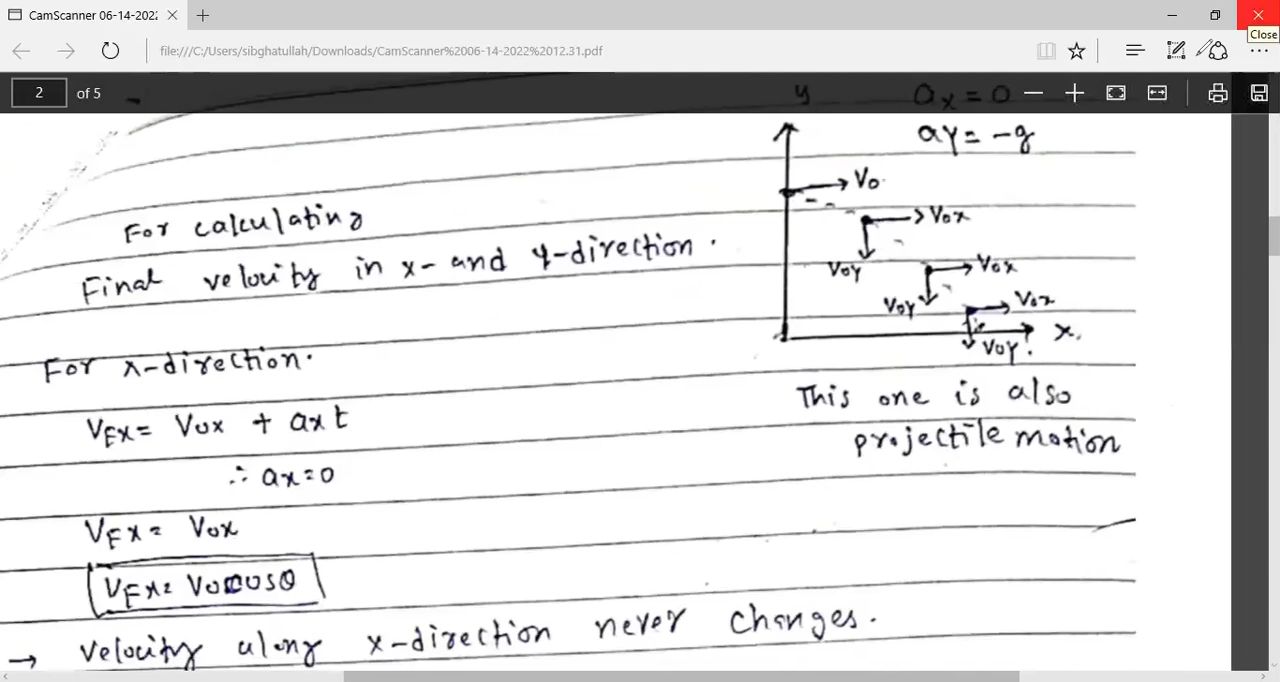 CamScanner 06-14-202
Close
file:///C:/Users/sibghatullah/Downloads/CamScanner%2006-14-2022%2012.31.pdf
2 of 5
y ax = 0
ay = -g
Vo
For calculating
Vox
Final velocity in x- and y-direction.
Voy Vox
Voy Vox
x
Voy
For x-direction.
This one is also
projectile motion
VFx = Vox + axt
∴ ax = 0
VFx = Vox
VFx = Vocosθ
→ velocity along x-direction never changes.